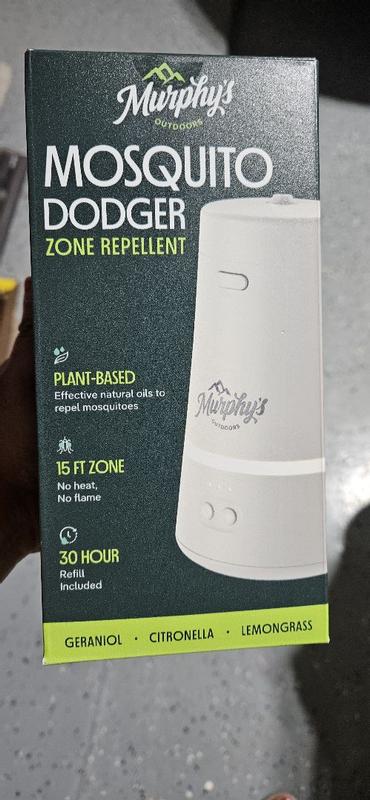 Murphy's
OUTDOORS
MOSQUITO
DODGER
ZONE REPELLENT
PLANT-BASED
Effective natural oils to
repel mosquitoes
Murphy's
OUTDOORS
15 FT ZONE
No heat,
No flame
30 HOUR
Refill
Included
GERANIOL · CITRONELLA · LEMONGRASS